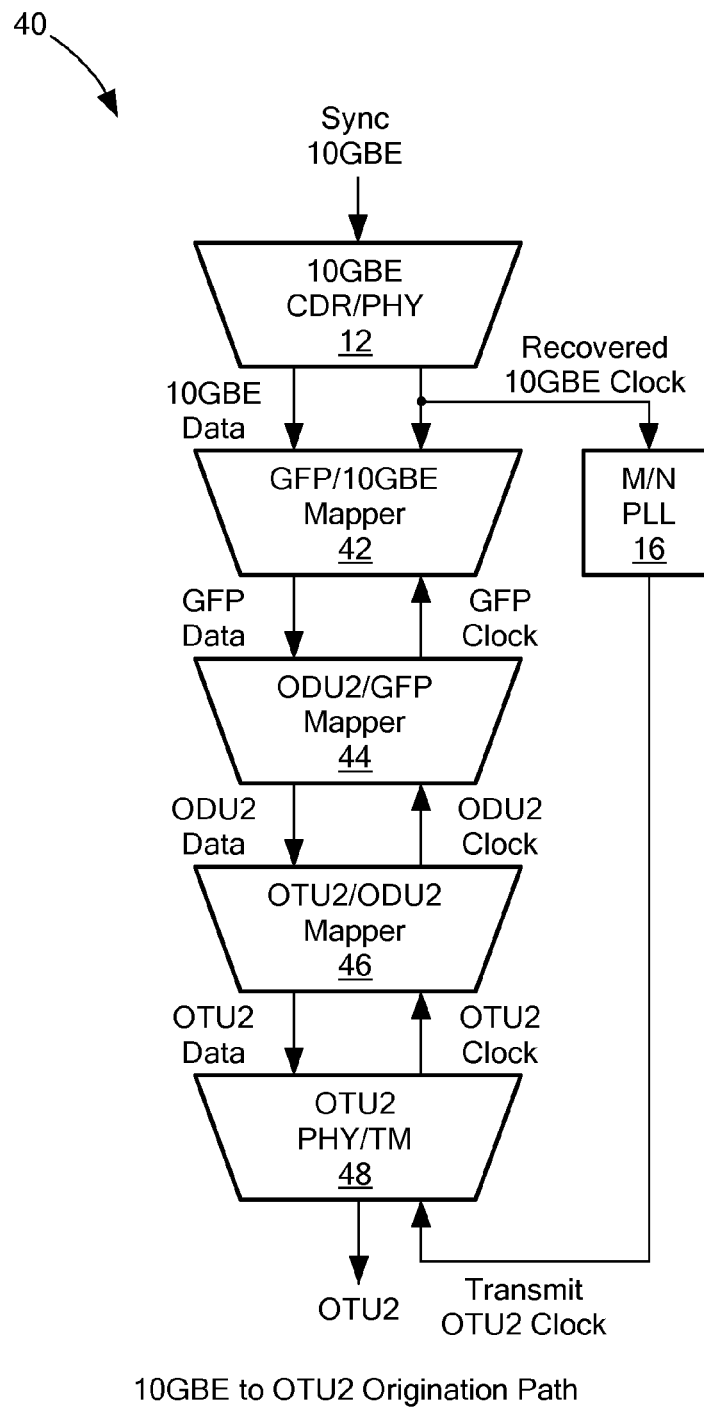 40
Sync
10GBE
10GBE
CDR/PHY
12
Recovered
10GBE Clock
10GBE
Data
GFP/10GBE
Mapper
42
M/N
PLL
16
GFP
Data
GFP
Clock
ODU2/GFP
Mapper
44
ODU2
Data
ODU2
Clock
OTU2/ODU2
Mapper
46
OTU2
Data
OTU2
Clock
OTU2
PHY/TM
48
OTU2
Transmit
OTU2 Clock
10GBE to OTU2 Origination Path